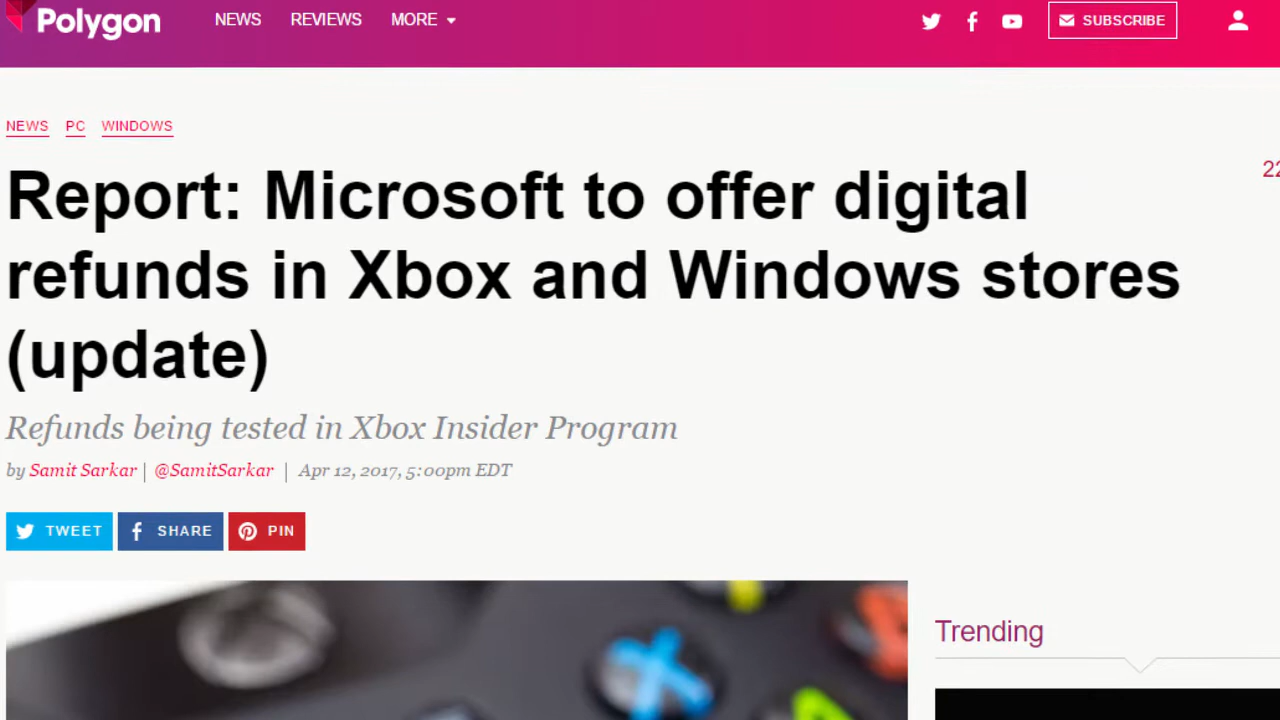 Polygon NEWS REVIEWS MORE SUBSCRIBE
NEWS PC WINDOWS
22
Report: Microsoft to offer digital
refunds in Xbox and Windows stores
(update)
Refunds being tested in Xbox Insider Program
by Samit Sarkar | @SamitSarkar | Apr 12, 2017, 5:00pm EDT
TWEET SHARE PIN
X
Trending